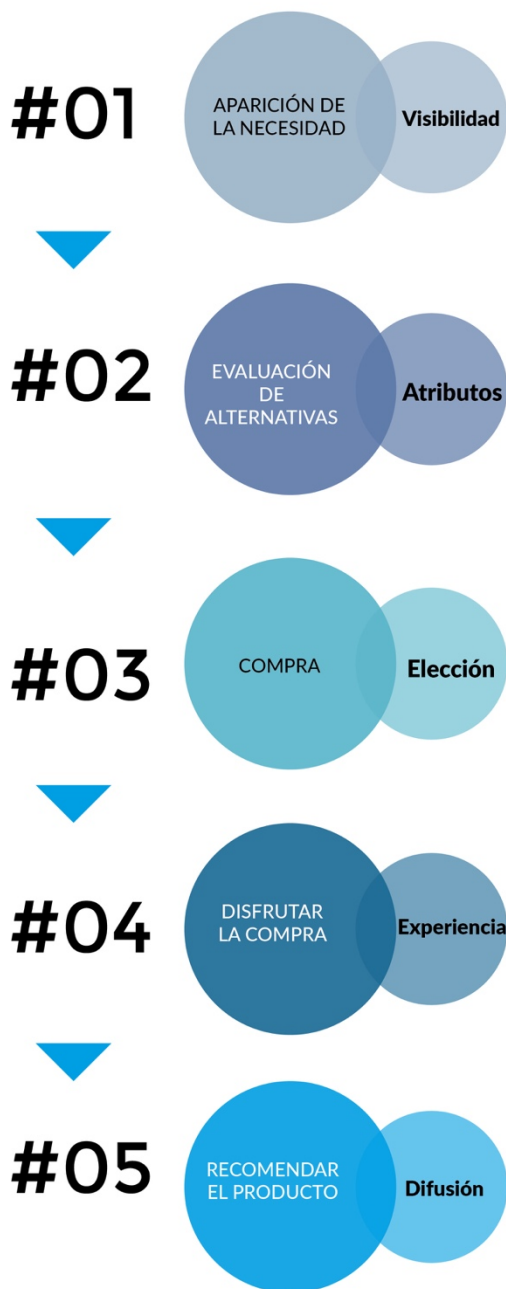 #01
APARICIÓN DE
LA NECESIDAD
Visibilidad
#02
EVALUACIÓN
DE
ALTERNATIVAS
Atributos
#03
COMPRA
Elección
#04
DISFRUTAR
LA COMPRA
Experiencia
#05
RECOMENDAR
EL PRODUCTO
Difusión